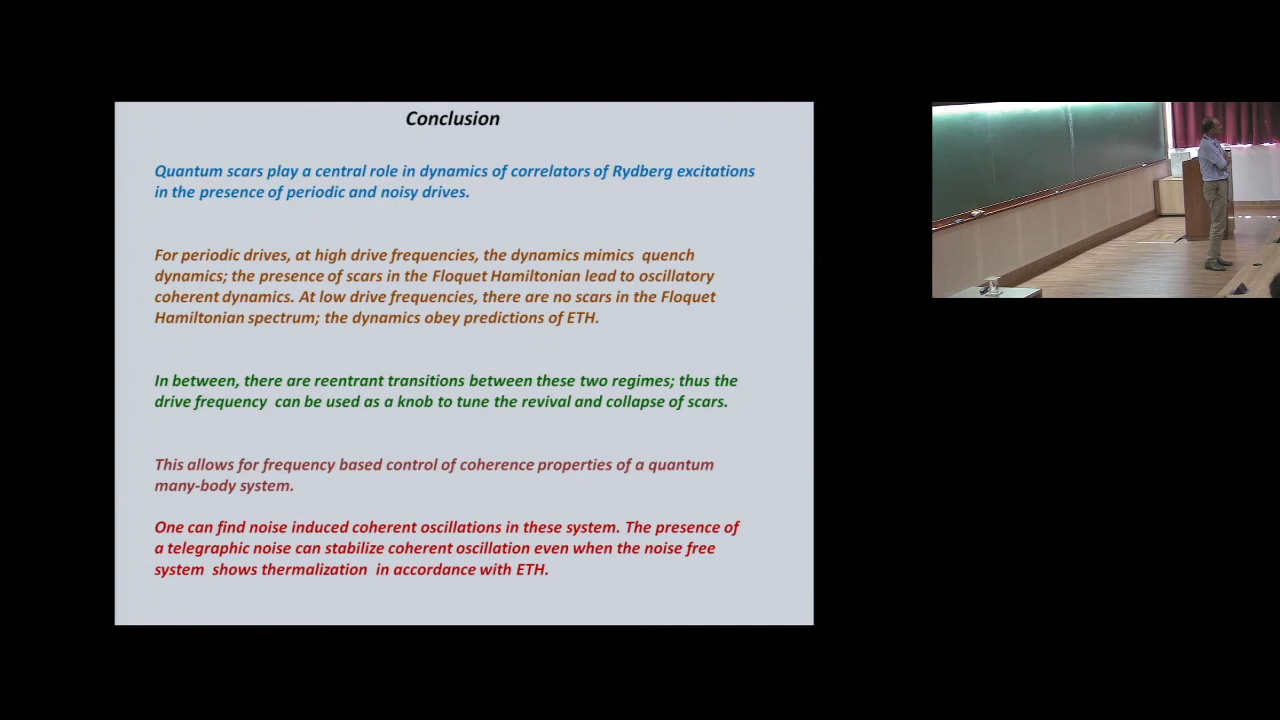 Conclusion
Quantum scars play a central role in dynamics of correlators of Rydberg excitations
in the presence of periodic and noisy drives.
For periodic drives, at high drive frequencies, the dynamics mimics quench
dynamics; the presence of scars in the Floquet Hamiltonian lead to oscillatory
coherent dynamics. At low drive frequencies, there are no scars in the Floquet
Hamiltonian spectrum; the dynamics obey predictions of ETH.
In between, there are reentrant transitions between these two regimes; thus the
drive frequency can be used as a knob to tune the revival and collapse of scars.
This allows for frequency based control of coherence properties of a quantum
many-body system.
One can find noise induced coherent oscillations in these system. The presence of
a telegraphic noise can stabilize coherent oscillation even when the noise free
system shows thermalization in accordance with ETH.